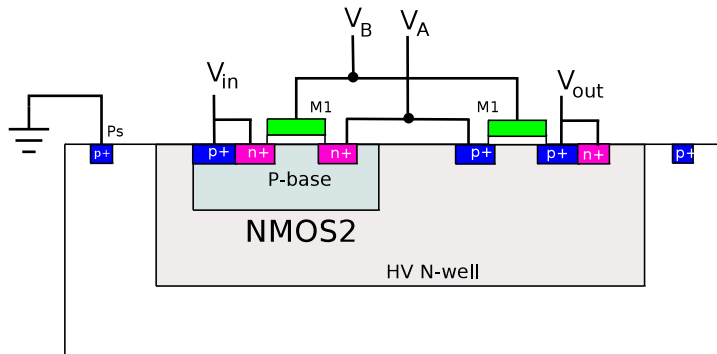 V_B V_A
V_in
V_out
M1 M1
Ps
p+ p+ n+ n+ p+ p+ n+ p+
P-base
NMOS2
HV N-well